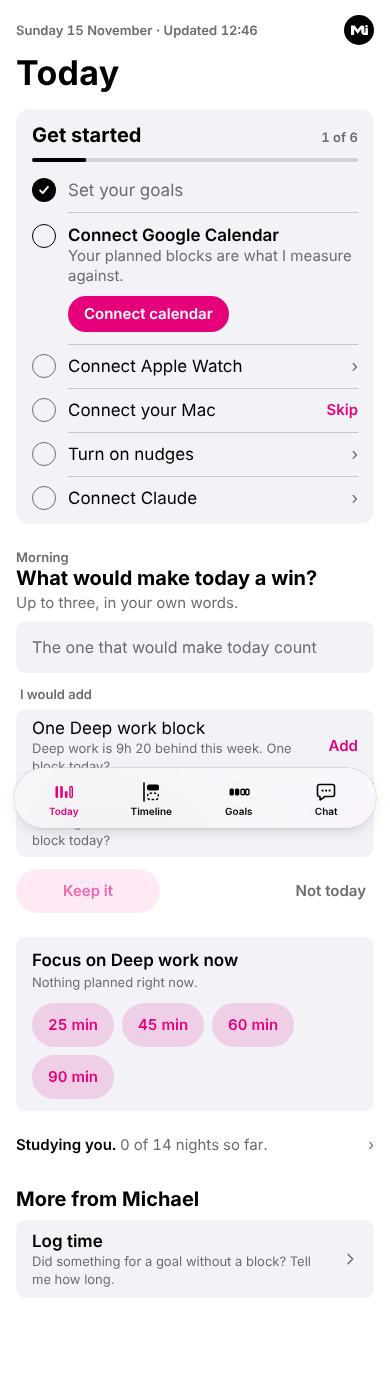 Sunday 15 November · Updated 12:46
Mi
Today
Get started
1 of 6
Set your goals
Connect Google Calendar
Your planned blocks are what I measure
against.
Connect calendar
Connect Apple Watch
Connect your Mac
Skip
Turn on nudges
Connect Claude
Morning
What would make today a win?
Up to three, in your own words.
The one that would make today count
I would add
One Deep work block
Deep work is 9h 20 behind this week. One
block today?
Add
Today
Timeline
Goals
Chat
block today?
Keep it
Not today
Focus on Deep work now
Nothing planned right now.
25 min
45 min
60 min
90 min
Studying you. 0 of 14 nights so far.
More from Michael
Log time
Did something for a goal without a block? Tell
me how long.